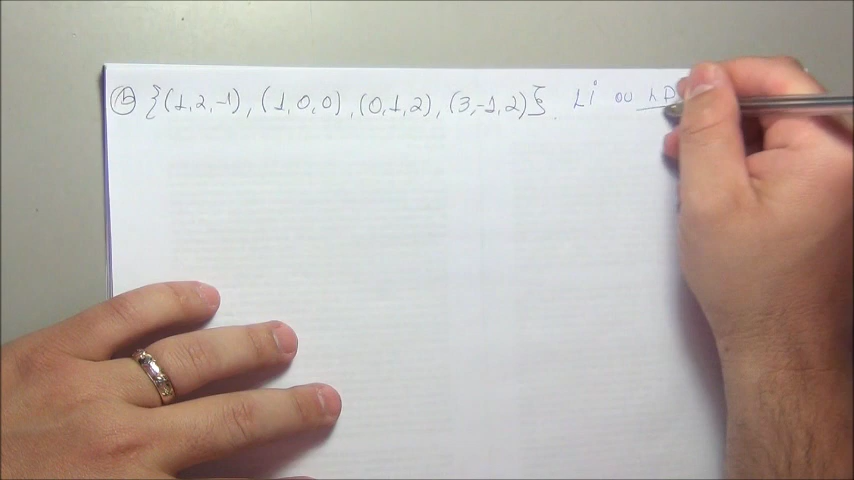 b) {(1,2,-1), (1,0,0), (0,1,2), (3,-1,2)}. Li ou LD